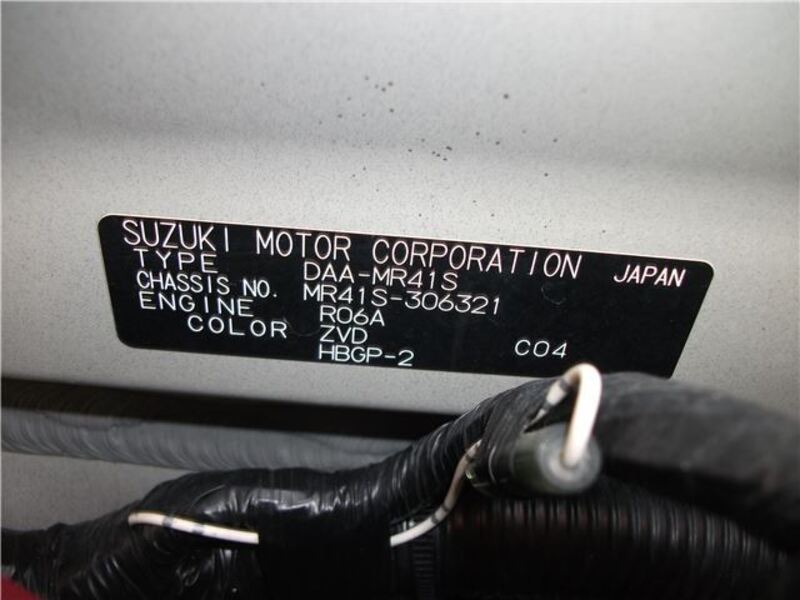 SUZUKI MOTOR CORPORATION JAPAN
TYPE DAA-MR41S
CHASSIS NO. MR41S-306321
ENGINE R06A
COLOR ZVD
HBGP-2 C04